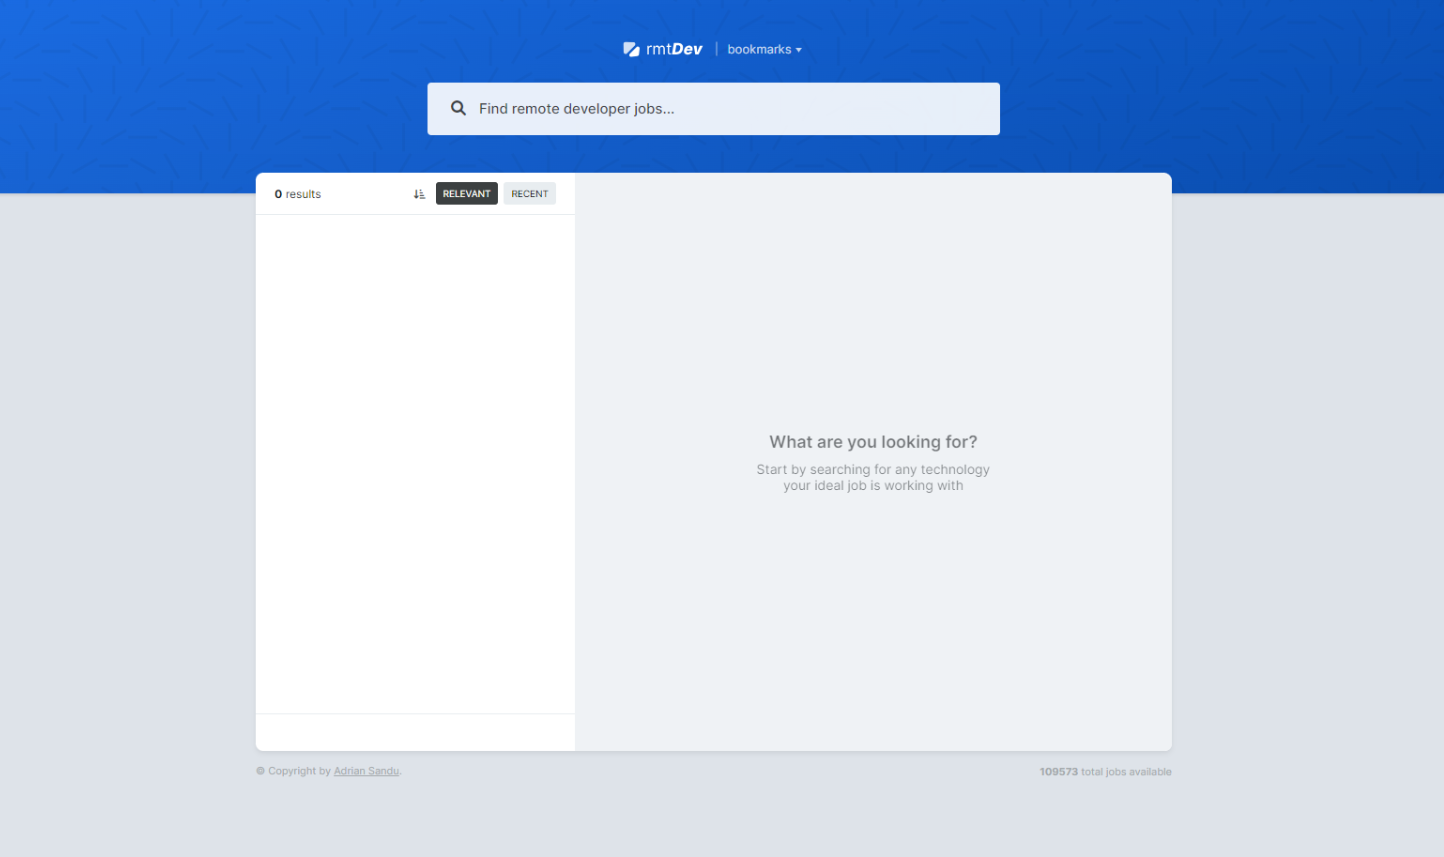 rmtDev | bookmarks
Find remote developer jobs...
0 results RELEVANT RECENT
What are you looking for?
Start by searching for any technology
your ideal job is working with
© Copyright by Adrian Sandu.
109573 total jobs available